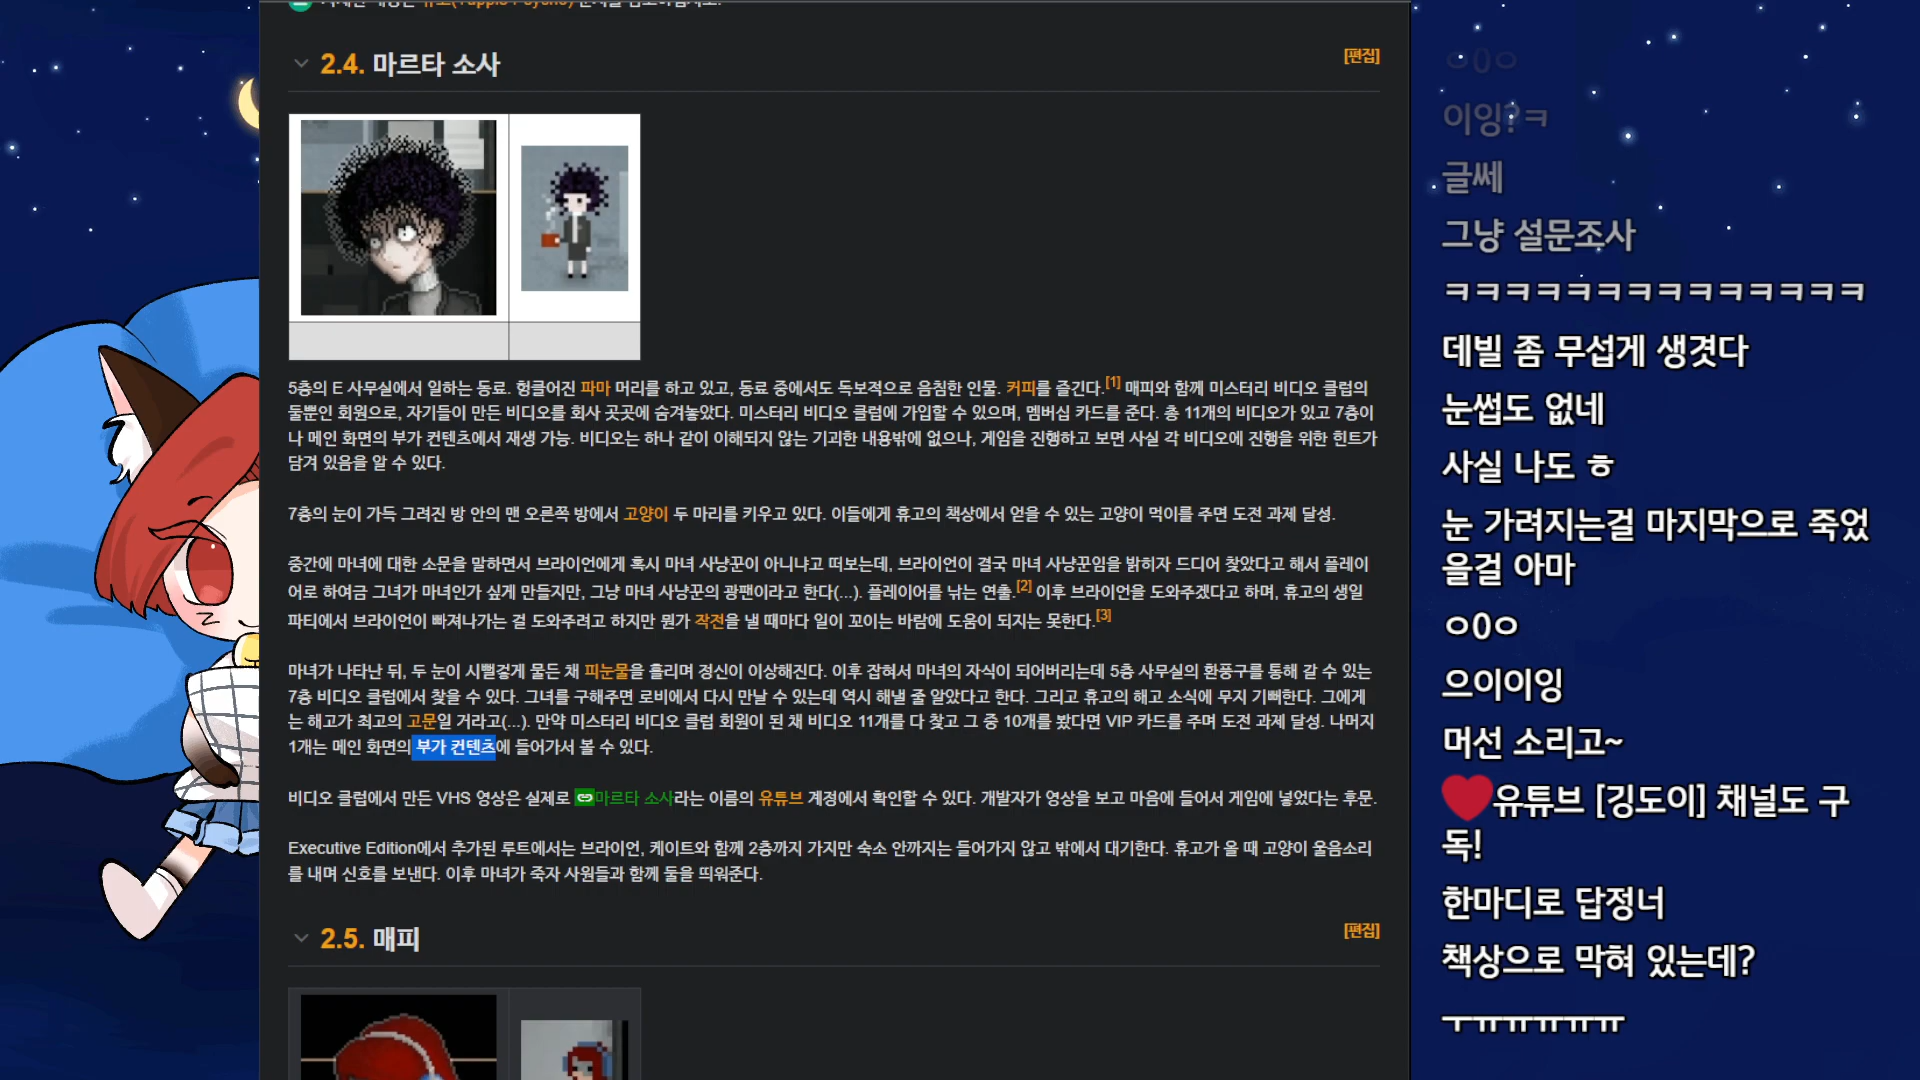 2.4. 마르타 소사
[편집]
5층의 E 사무실에서 일하는 동료. 헝클어진 파마 머리를 하고 있고, 동료 중에서도 독보적으로 음침한 인물. 커피를 즐긴다.[1] 매피와 함께 미스터리 비디오 클럽의
둘뿐인 회원으로, 자기들이 만든 비디오를 회사 곳곳에 숨겨놓았다. 미스터리 비디오 클럽에 가입할 수 있으며, 멤버십 카드를 준다. 총 11개의 비디오가 있고 7층이
나 메인 화면의 부가 컨텐츠에서 재생 가능. 비디오는 하나 같이 이해되지 않는 기괴한 내용밖에 없으나, 게임을 진행하고 보면 사실 각 비디오에 진행을 위한 힌트가
담겨 있음을 알 수 있다.
7층의 눈이 가득 그려진 방 안의 맨 오른쪽 방에서 고양이 두 마리를 키우고 있다. 이들에게 휴고의 책상에서 얻을 수 있는 고양이 먹이를 주면 도전 과제 달성.
중간에 마녀에 대한 소문을 말하면서 브라이언에게 혹시 마녀 사냥꾼이 아니냐고 떠보는데, 브라이언이 결국 마녀 사냥꾼임을 밝히자 드디어 찾았다고 해서 플레이
어로 하여금 그녀가 마녀인가 싶게 만들지만, 그냥 마녀 사냥꾼의 광팬이라고 한다(...). 플레이어를 낚는 연출.[2] 이후 브라이언을 도와주겠다고 하며, 휴고의 생일
파티에서 브라이언이 빠져나가는 걸 도와주려고 하지만 뭔가 작전을 낼 때마다 일이 꼬이는 바람에 도움이 되지는 못한다.[3]
마녀가 나타난 뒤, 두 눈이 시뻘겋게 물든 채 피눈물을 흘리며 정신이 이상해진다. 이후 잡혀서 마녀의 자식이 되어버리는데 5층 사무실의 환풍구를 통해 갈 수 있는
7층 비디오 클럽에서 찾을 수 있다. 그녀를 구해주면 로비에서 다시 만날 수 있는데 역시 해낼 줄 알았다고 한다. 그리고 휴고의 해고 소식에 무지 기뻐한다. 그에게
는 해고가 최고의 고문일 거라고(...). 만약 미스터리 비디오 클럽 회원이 된 채 비디오 11개를 다 찾고 그 중 10개를 봤다면 VIP 카드를 주며 도전 과제 달성. 나머지
1개는 메인 화면의 부가 컨텐츠에 들어가서 볼 수 있다.
비디오 클럽에서 만든 VHS 영상은 실제로 마르타 소사라는 이름의 유튜브 계정에서 확인할 수 있다. 개발자가 영상을 보고 마음에 들어서 게임에 넣었다는 후문.
Executive Edition에서 추가된 루트에서는 브라이언, 케이트와 함께 2층까지 가지만 숙소 안까지는 들어가지 않고 밖에서 대기한다. 휴고가 올 때 고양이 울음소리
를 내며 신호를 보낸다. 이후 마녀가 죽자 사원들과 함께 둘을 띄워준다.
2.5. 매피
[편집]
ㅇ0ㅇ
이잉?ㅋ
글쎄
그냥 설문조사
ㅋㅋㅋㅋㅋㅋㅋㅋㅋㅋㅋㅋㅋㅋ
데빌 좀 무섭게 생겻다
눈썹도 없네
사실 나도 ㅎ
눈 가려지는걸 마지막으로 죽었
을걸 아마
ㅇ0ㅇ
으이이잉
머선 소리고~
유튜브 [깅도이] 채널도 구
독!
한마디로 답정너
책상으로 막혀 있는데?
ㅜㅠㅠㅠㅠㅠ